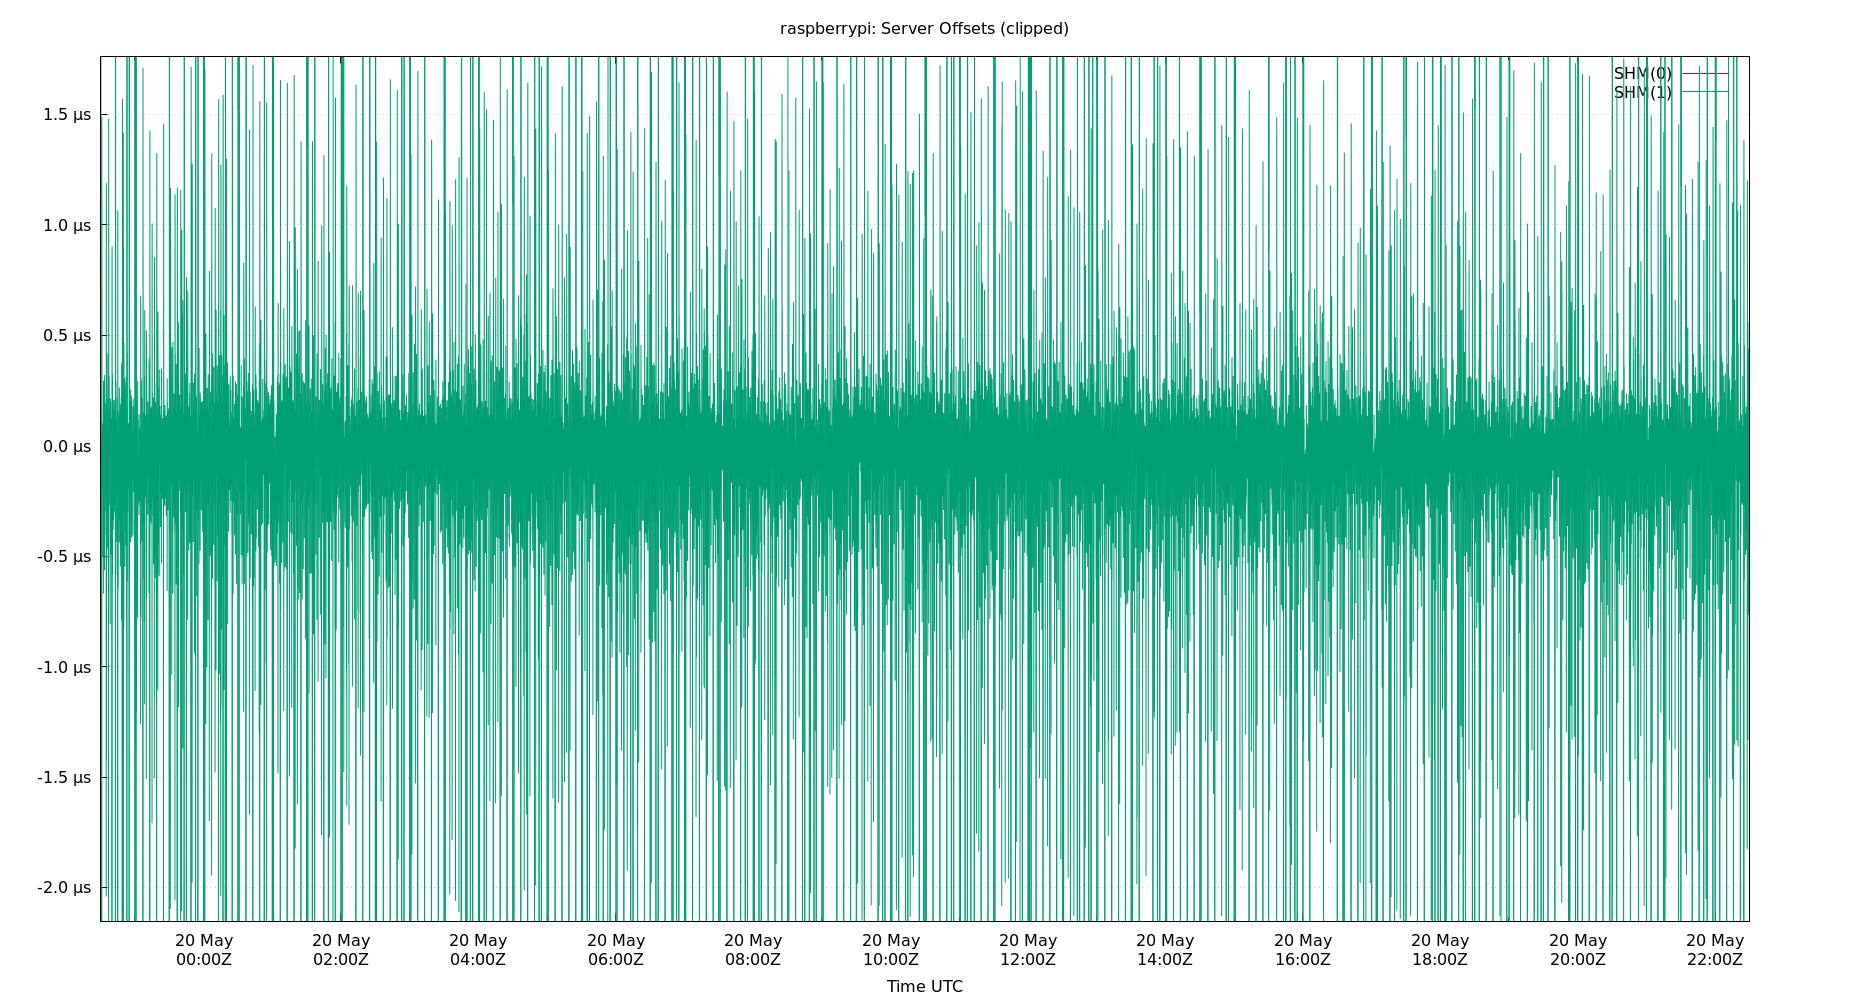 raspberrypi: Server Offsets (clipped)
SHM(0)
SHM(1)
1.5 µs
1.0 µs
0.5 µs
0.0 µs
-0.5 µs
-1.0 µs
-1.5 µs
-2.0 µs
20 May 20 May 20 May 20 May 20 May 20 May 20 May 20 May 20 May 20 May 20 May 20 May
00:00Z 02:00Z 04:00Z 06:00Z 08:00Z 10:00Z 12:00Z 14:00Z 16:00Z 18:00Z 20:00Z 22:00Z
Time UTC